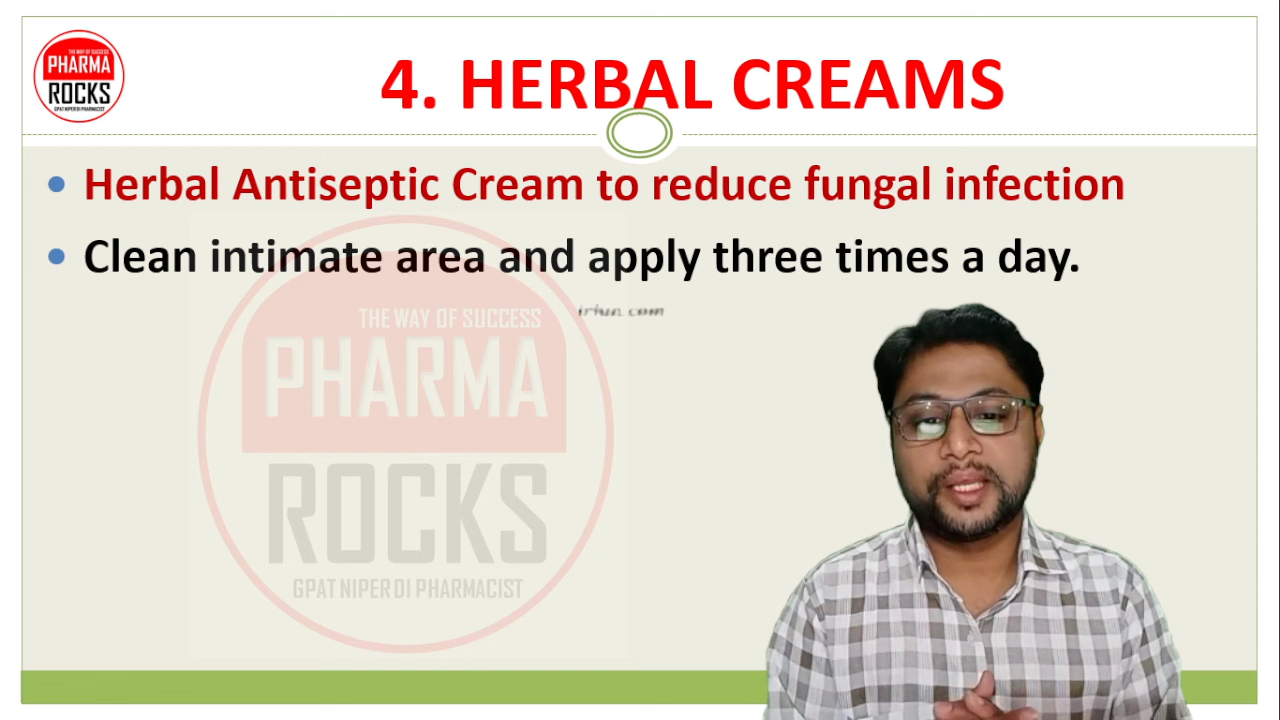 THE WAY OF SUCCESS
PHARMA
ROCKS
GPAT NIPER DI PHARMACIST
4. HERBAL CREAMS
Herbal Antiseptic Cream to reduce fungal infection
Clean intimate area and apply three times a day.
THE WAY OF SUCCESS
PHARMA
ROCKS
GPAT NIPER DI PHARMACIST